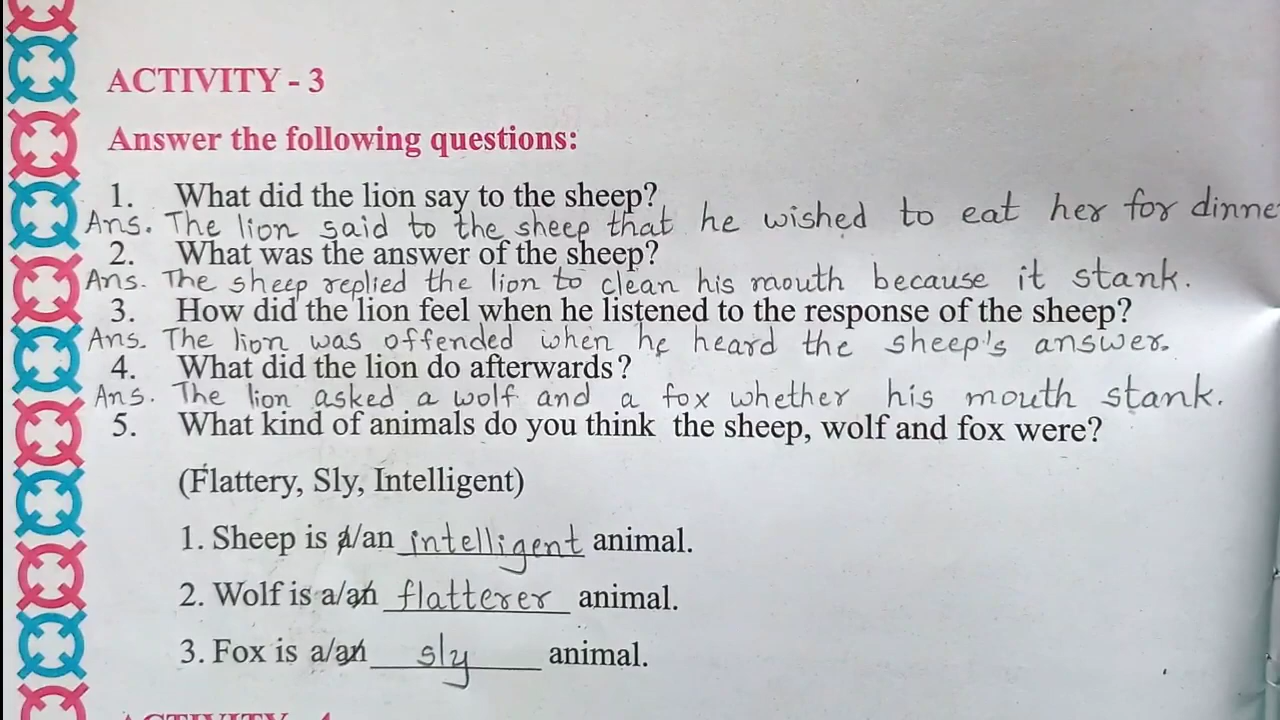 ACTIVITY - 3
Answer the following questions:
1. What did the lion say to the sheep?
Ans. The lion said to the sheep that he wished to eat her for dinne
2. What was the answer of the sheep?
Ans. The sheep replied the lion to clean his mouth because it stank.
3. How did the lion feel when he listened to the response of the sheep?
Ans. The lion was offended when he heard the sheep's answer.
4. What did the lion do afterwards?
Ans. The lion asked a wolf and a fox whether his mouth stank.
5. What kind of animals do you think the sheep, wolf and fox were?
(Flattery, Sly, Intelligent)
1. Sheep is a/an intelligent animal.
2. Wolf is a/an flatterer animal.
3. Fox is a/an sly animal.
ACTIVITY - 4